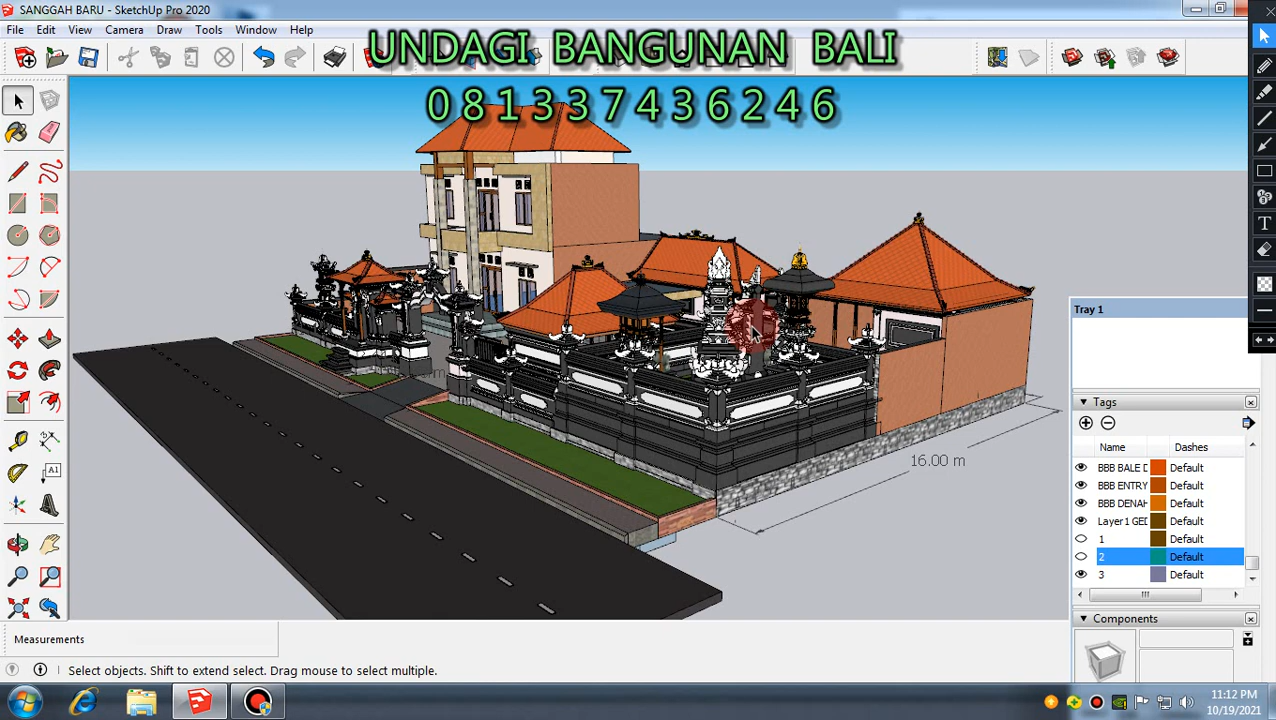 SANGGAH BARU - SketchUp Pro 2020
File Edit View Camera Draw Tools Window Help
UNDAGI BANGUNAN BALI
081337436246
16.00 m
Tray 1
Tags
Name Dashes
BBB BALE D Default
BBB ENTRY Default
BBB DENAH Default
Layer1 GED Default
1 Default
2 Default
3 Default
Components
Measurements
Select objects. Shift to extend select. Drag mouse to select multiple.
11:12 PM
10/19/2021